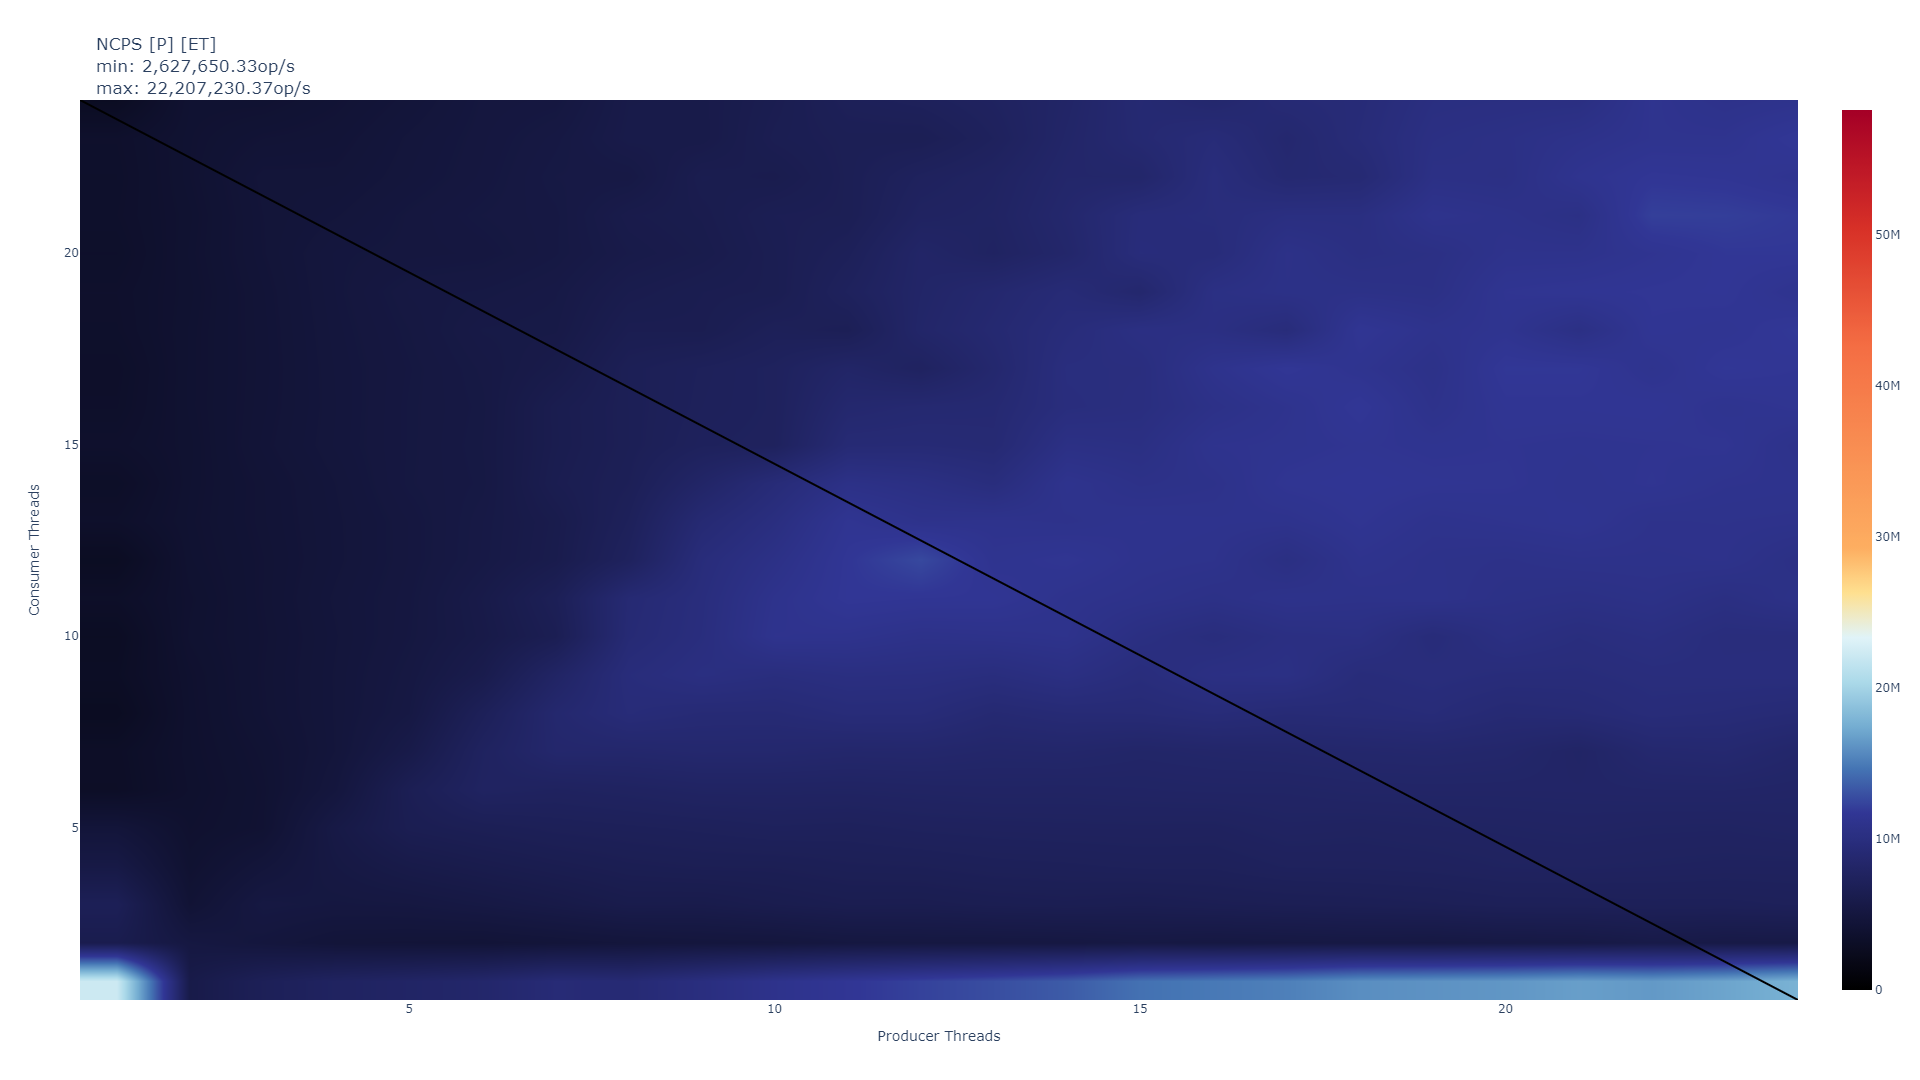 NCPS [P] [ET]
min: 2,627,650.33op/s
max: 22,207,230.37op/s
20
15
10
5
Consumer Threads
5
10
15
20
Producer Threads
50M
40M
30M
20M
10M
0